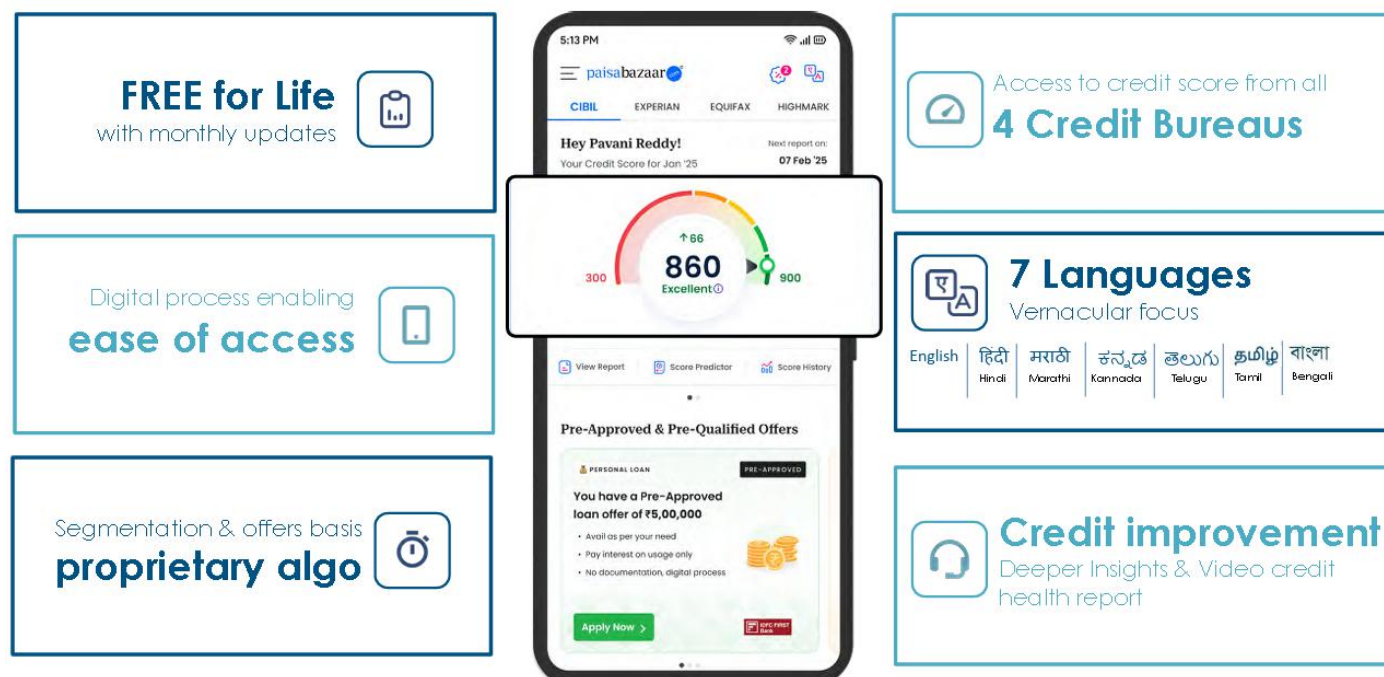 FREE for Life
with monthly updates
Digital process enabling
ease of access
Segmentation & offers basis
proprietary algo
5:13 PM
paisabazaar
2
CIBIL EXPERIAN EQUIFAX HIGHMARK
Hey Pavani Reddy! Next report on:
Your Credit Score for Jan '25 07 Feb '25
↑66
300 860 900
Excellent
View Report Score Predictor Score History
Pre-Approved & Pre-Qualified Offers
PERSONAL LOAN PRE-APPROVED
You have a Pre-Approved
loan offer of ₹5,00,000
• Avail as per your need
• Pay interest on usage only
• No documentation, digital process
Apply Now > IDFC FIRST
Bank
Access to credit score from all
4 Credit Bureaus
ए A
7 Languages
Vernacular focus
English हिंदी मराठी ಕನ್ನಡ తెలుగు தமிழ் বাংলা
Hindi Marathi Kannada Telugu Tamil Bengali
Credit improvement
Deeper Insights & Video credit
health report